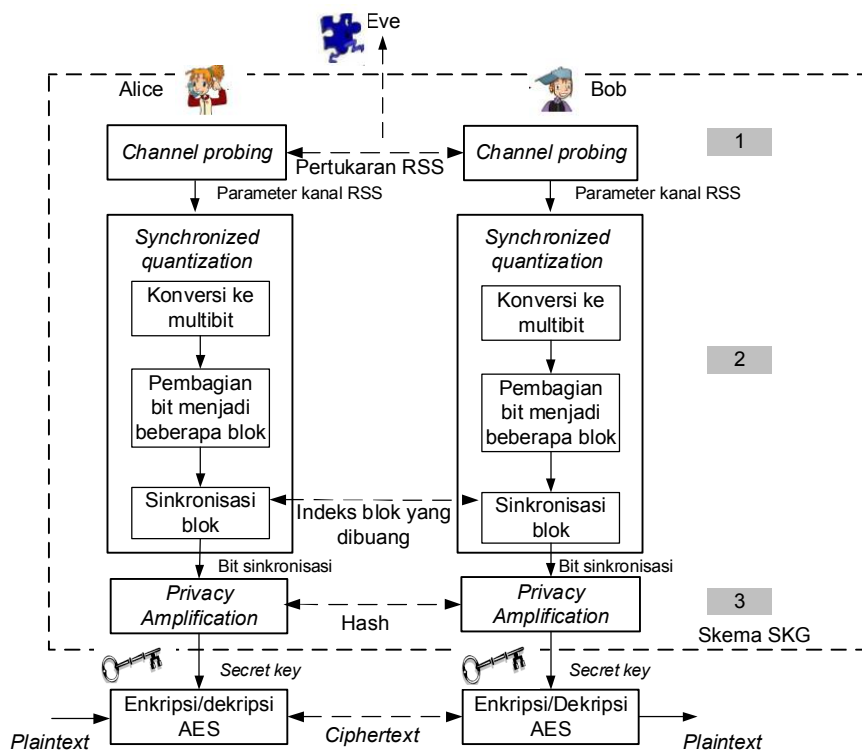 Eve
Alice
Bob
Channel probing
Pertukaran RSS
Channel probing
1
Parameter kanal RSS
Parameter kanal RSS
Synchronized
quantization
Synchronized
quantization
Konversi ke
multibit
Konversi ke
multibit
2
Pembagian
bit menjadi
beberapa blok
Pembagian
bit menjadi
beberapa blok
Sinkronisasi
blok
Indeks blok yang
dibuang
Sinkronisasi
blok
Bit sinkronisasi
Bit sinkronisasi
Privacy
Amplification
Hash
Privacy
Amplification
3
Skema SKG
Secret key
Secret key
Plaintext
Enkripsi/dekripsi
AES
Ciphertext
Enkripsi/Dekripsi
AES
Plaintext